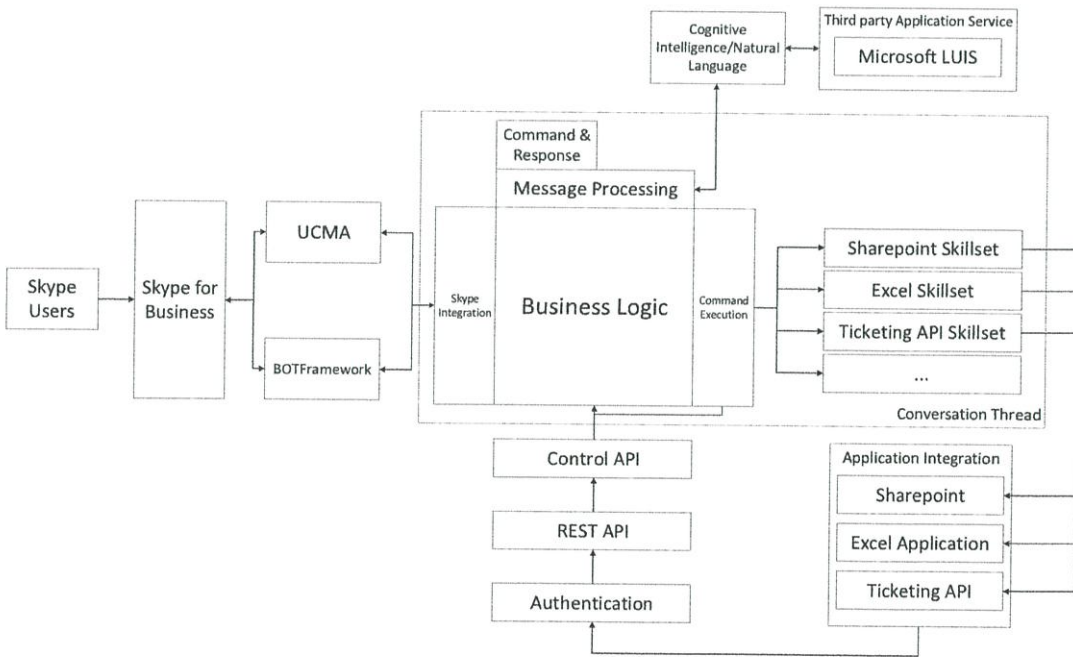 Cognitive
Intelligence/Natural
Language
Third party Application Service
Microsoft LUIS
Command &
Response
Message Processing
UCMA
Skype
Users
Skype for
Business
BOTFramework
Skype
Integration
Business Logic
Command
Execution
Sharepoint Skillset
Excel Skillset
Ticketing API Skillset
...
Conversation Thread
Control API
REST API
Authentication
Application Integration
Sharepoint
Excel Application
Ticketing API